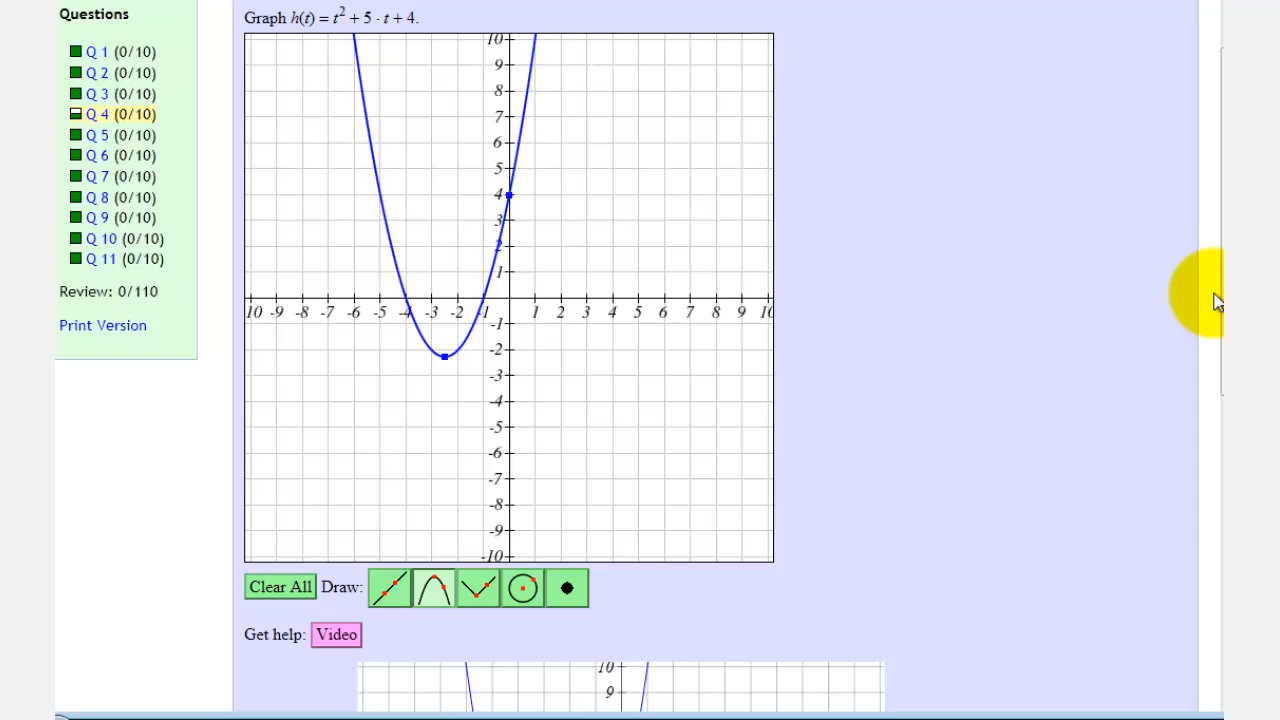 Questions
Q 1 (0/10)
Q 2 (0/10)
Q 3 (0/10)
Q 4 (0/10)
Q 5 (0/10)
Q 6 (0/10)
Q 7 (0/10)
Q 8 (0/10)
Q 9 (0/10)
Q 10 (0/10)
Q 11 (0/10)
Review: 0/110
Print Version
Graph h(t) = t² + 5 · t + 4.
10
9
8
7
6
5
4
3
2
1
10 -9 -8 -7 -6 -5 -4 -3 -2 -1 1 2 3 4 5 6 7 8 9 10
-1
-2
-3
-4
-5
-6
-7
-8
-9
-10
Clear All Draw:
Get help: Video
10
9